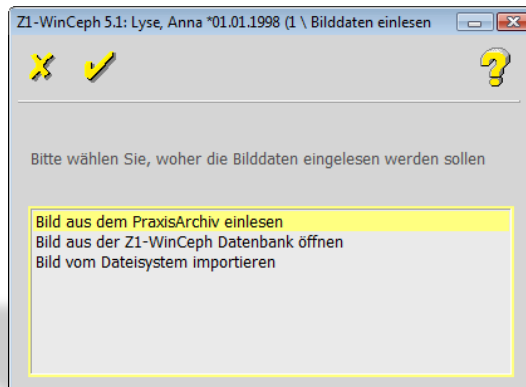 Z1-WinCeph 5.1: Lyse, Anna *01.01.1998 (1 \ Bilddaten einlesen
Bitte wählen Sie, woher die Bilddaten eingelesen werden sollen
Bild aus dem PraxisArchiv einlesen
Bild aus der Z1-WinCeph Datenbank öffnen
Bild vom Dateisystem importieren